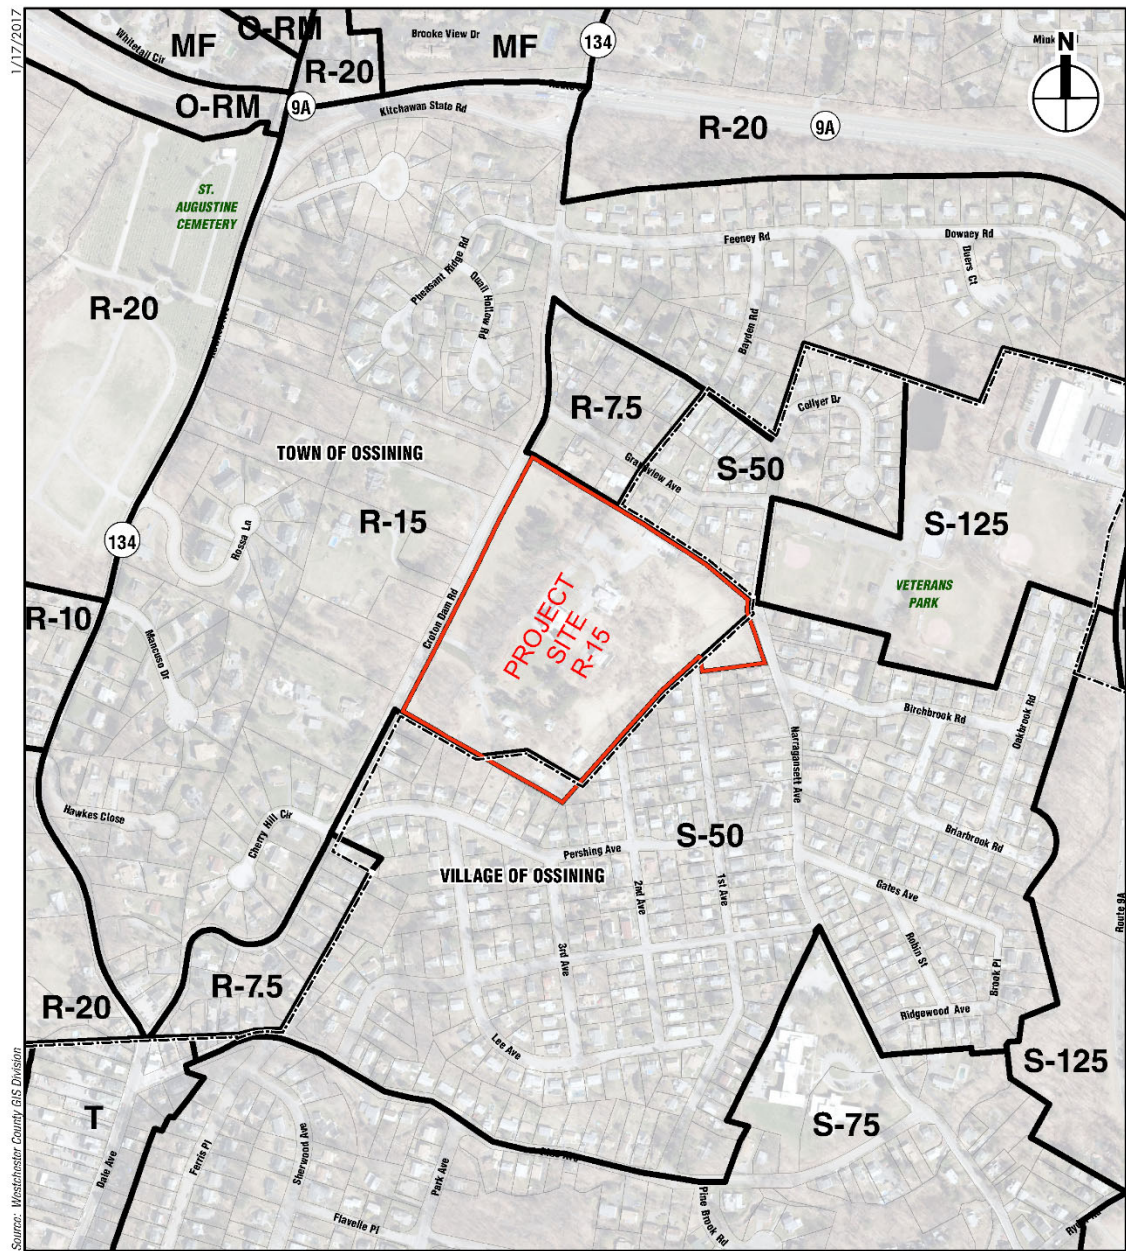 1/17/2017
Whitetail Cir
MF
O-RM
Brooke View Dr
MF
134
N
R-20
O-RM
9A
Kitchawan State Rd
R-20
9A
ST.
AUGUSTINE
CEMETERY
Feeney Rd
Downey Rd
Duers Ct
Pheasant Ridge Rd
Quail Hollow Rd
R-20
Bayden Rd
R-7.5
Collyer Dr
TOWN OF OSSINING
Grandview Ave
S-50
R-15
S-125
134
Rossa Ln
VETERANS
PARK
Croton Dam Rd
PROJECT
SITE
R-15
R-10
Mancuso Dr
Birchbrook Rd
Oakbrook Rd
Narragansett Ave
Hawkes Close
Cherry Hill Cir
Briarbrook Rd
S-50
Pershing Ave
VILLAGE OF OSSINING
2nd Ave
1st Ave
Gates Ave
Route 9A
3rd Ave
Robin St
Brook Pl
R-7.5
R-20
Ridgewood Ave
Lee Ave
S-125
T
S-75
Dale Ave
Ferris Pl
Sherwood Ave
Park Ave
Pine Brook Rd
Flavelle Pl
Source: Westchester County GIS Division